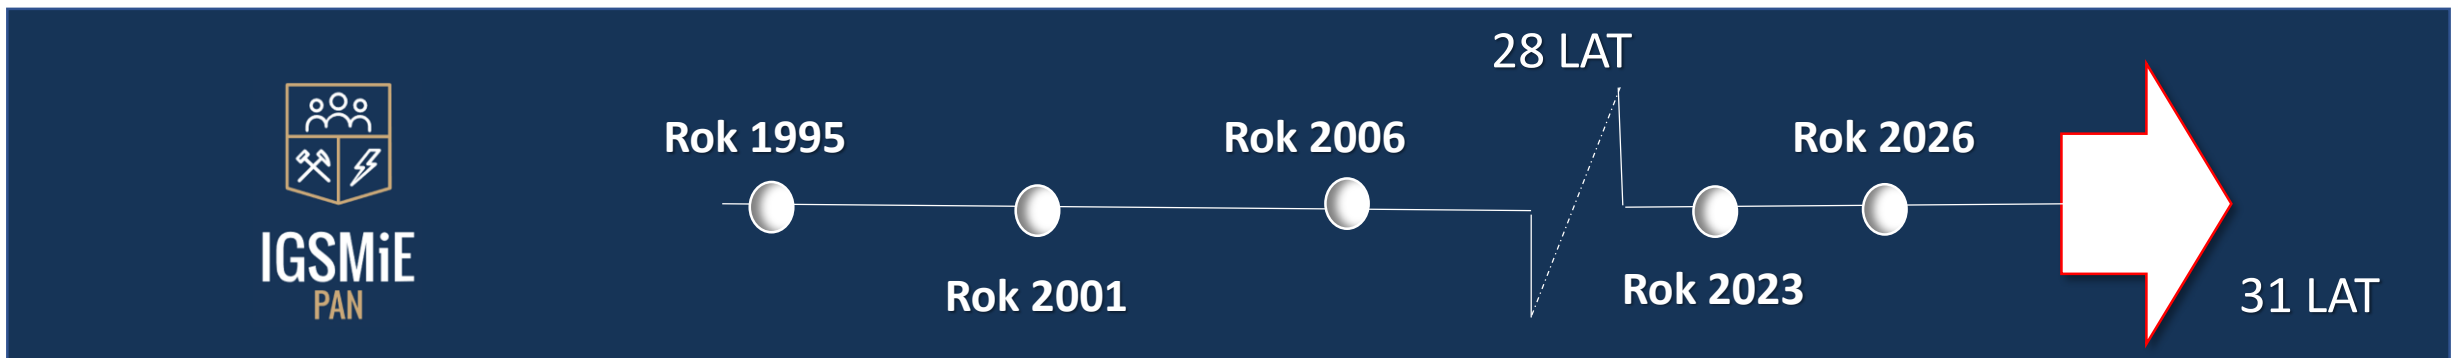 IGSMiE
PAN
Rok 1995
Rok 2001
Rok 2006
28 LAT
Rok 2023
Rok 2026
31 LAT